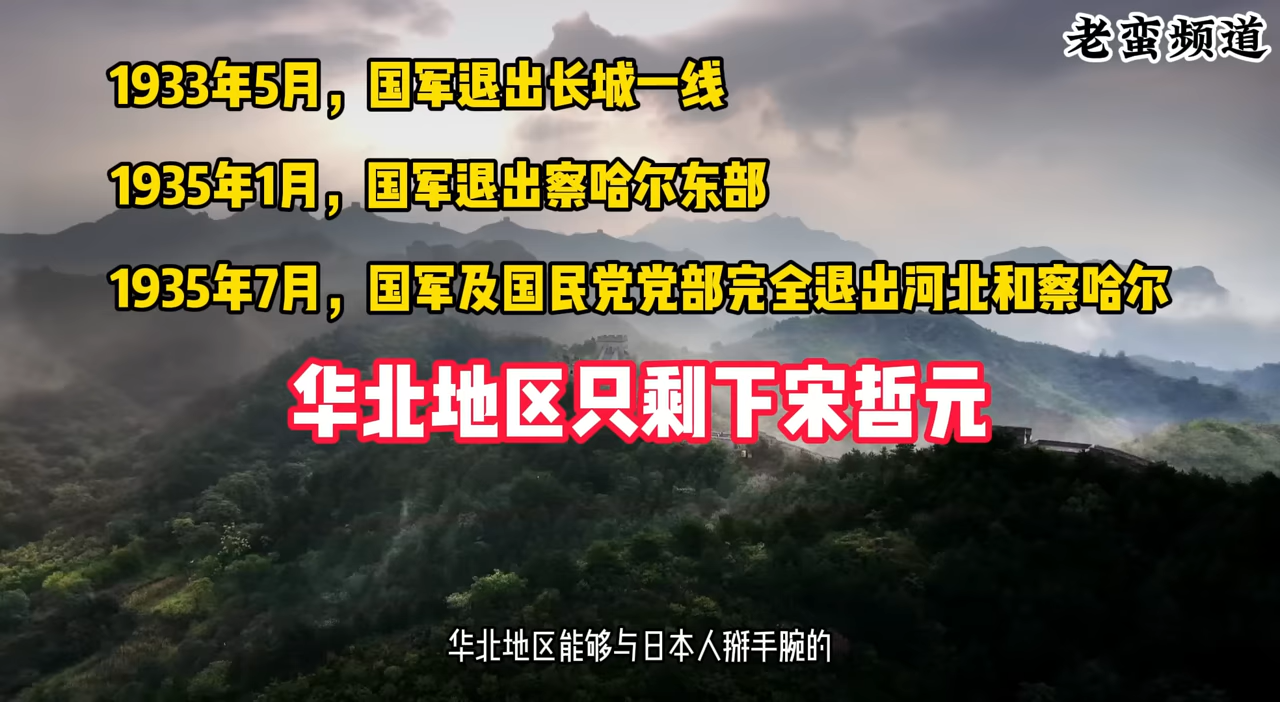 老蛮频道
1933年5月，国军退出长城一线
1935年1月，国军退出察哈尔东部
1935年7月，国军及国民党党部完全退出河北和察哈尔
华北地区只剩下宋哲元
华北地区能够与日本人掰手腕的